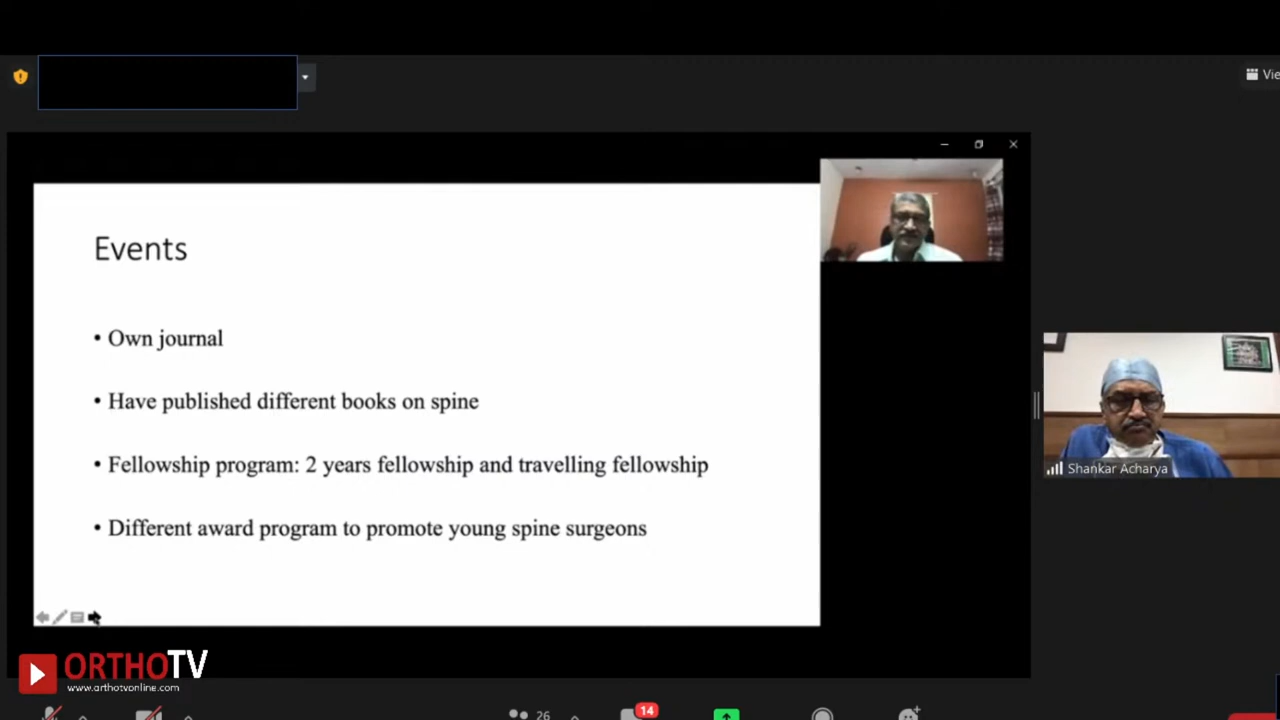 Vie
Events
• Own journal
• Have published different books on spine
• Fellowship program: 2 years fellowship and travelling fellowship
• Different award program to promote young spine surgeons
Shankar Acharya
ORTHOTV
www.orthotvonline.com
26
14